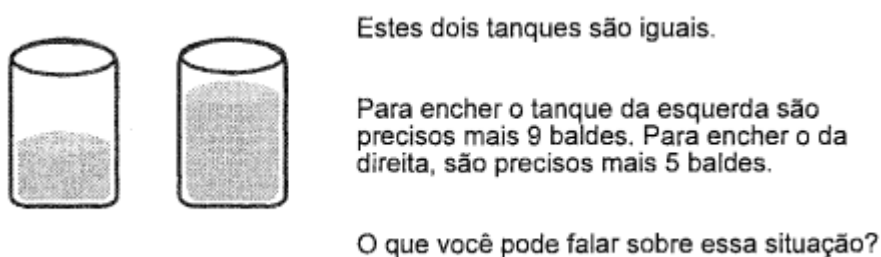 Estes dois tanques são iguais.
Para encher o tanque da esquerda são
precisos mais 9 baldes. Para encher o da
direita, são precisos mais 5 baldes.
O que você pode falar sobre essa situação?